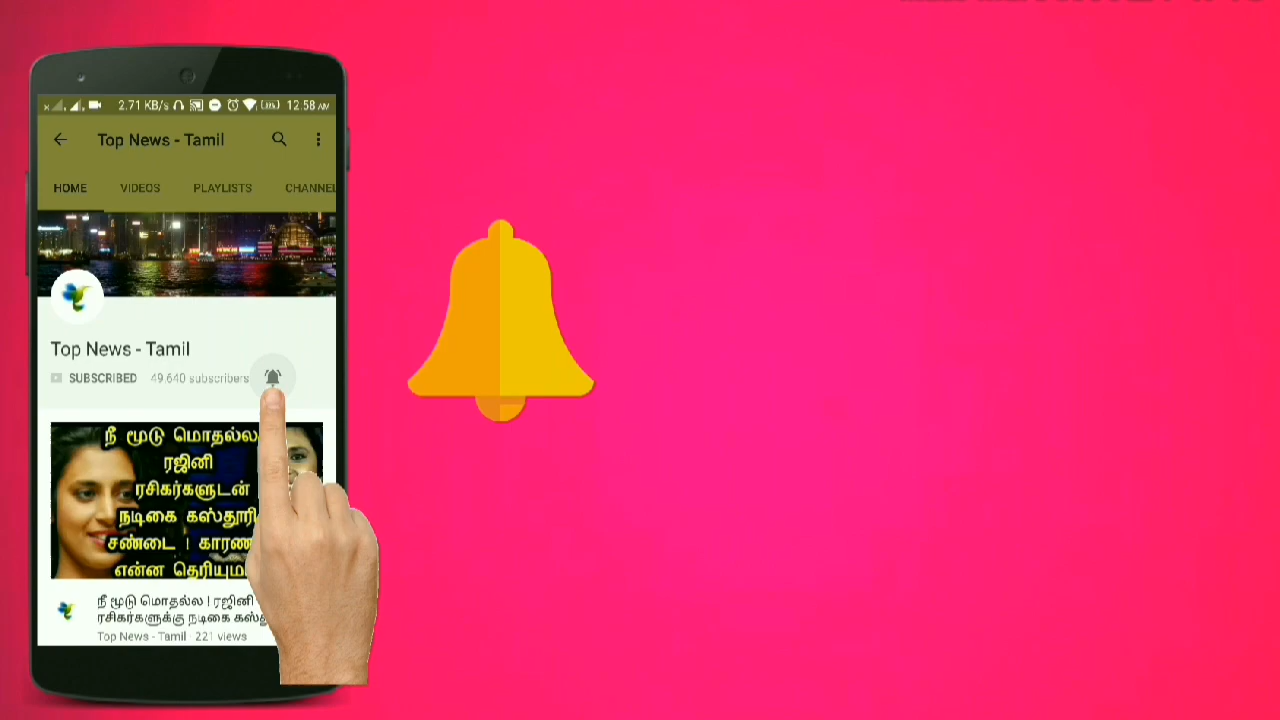 2.71 KB/s 12:58 AM
Top News - Tamil
HOME VIDEOS PLAYLISTS CHANNEL
Top News - Tamil
SUBSCRIBED 49,640 subscribers
நீ மூடு மொதல்ல
ரஜினி
ரசிகர்களுடன்
நடிகை கஸ்தூரி
சண்டை ! காரண
என்ன தெரியும
நீ மூடு மொதல்ல | ரஜினி
ரசிகர்களுக்கு நடிகை கஸ்
Top News - Tamil · 221 views